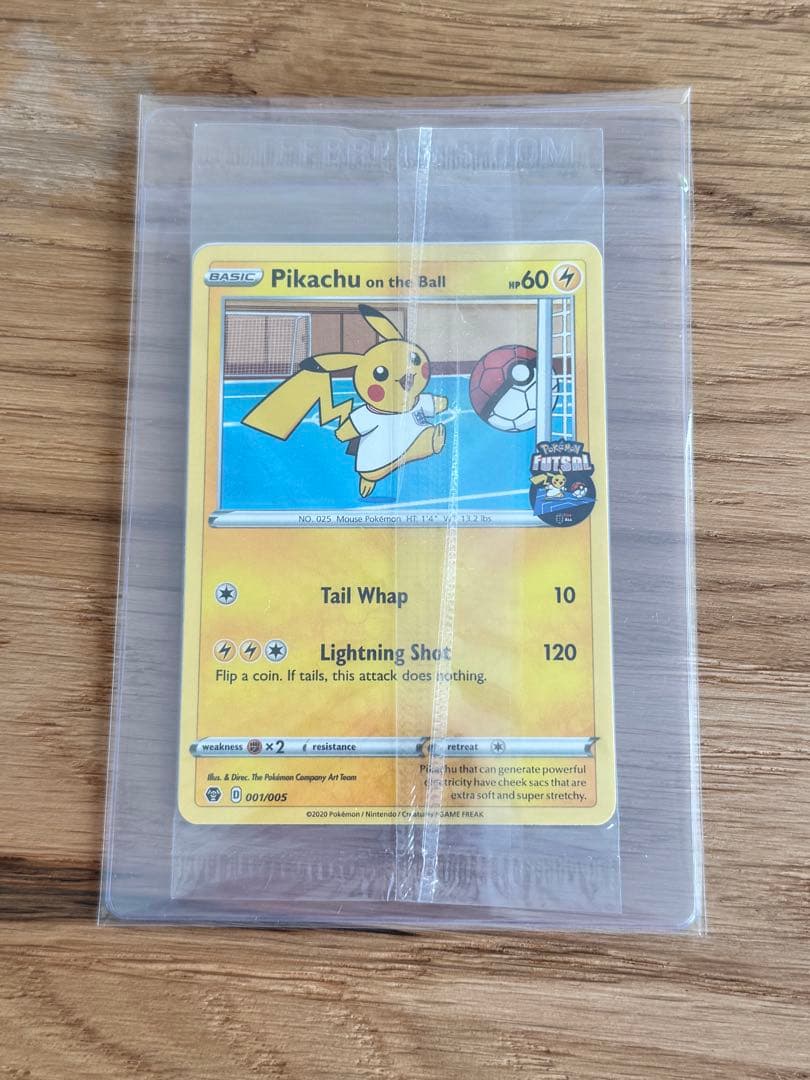 BASIC Pikachu on the Ball HP60
POKéMON
FUTSAL
NO. 025 Mouse Pokémon HT: 1'4" WT: 13.2 lbs
Tail Whap 10
Lightning Shot 120
Flip a coin. If tails, this attack does nothing.
weakness ×2 resistance retreat
Pikachu that can generate powerful
electricity have cheek sacs that are
extra soft and super stretchy.
Illus. & Direc. The Pokémon Company Art Team
D 001/005
©2020 Pokémon / Nintendo / Creatures / GAME FREAK